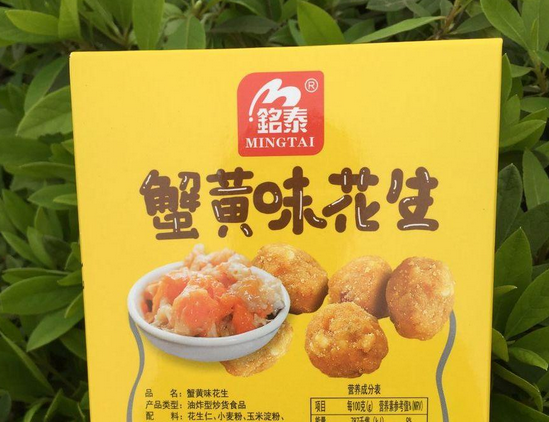 ®
銘泰
MINGTAI
蟹黄味花生
品 名：蟹黄味花生
产品类型：油炸型炒货食品
配 料：花生仁、小麦粉、玉米淀粉、
营养成分表
项目 每100克(g) 营养素参考值%(NRV)